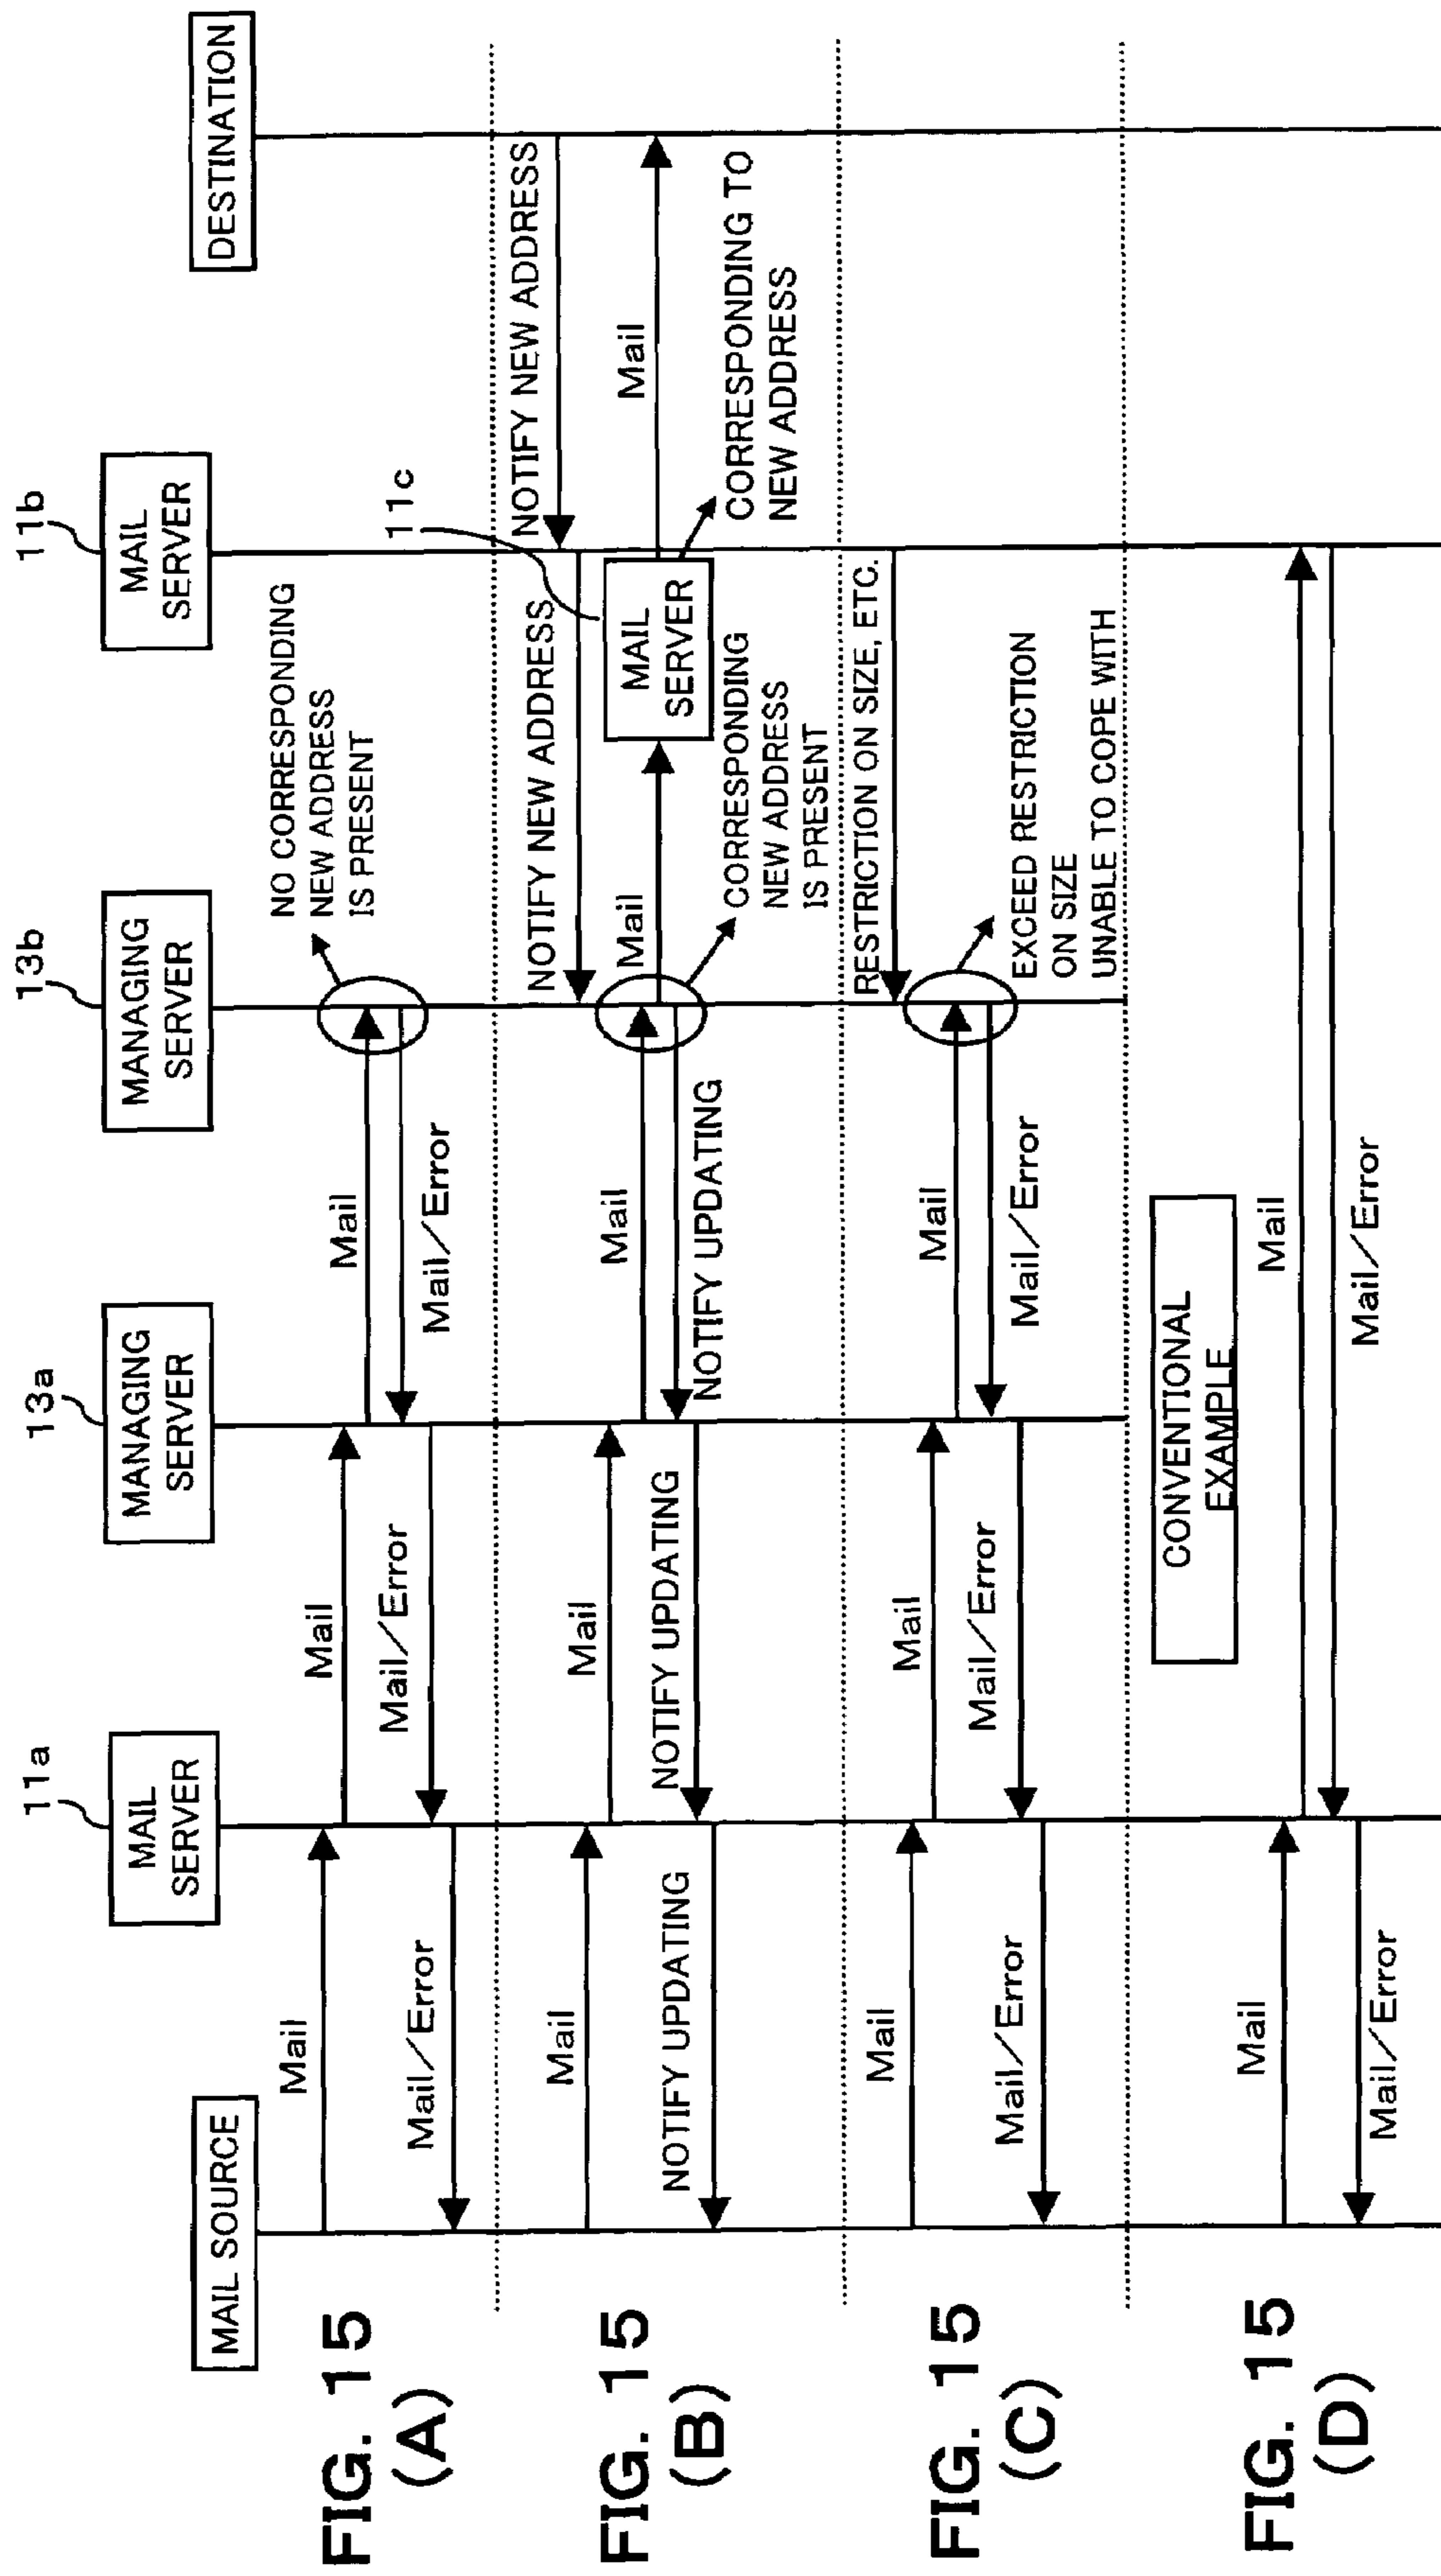 MAIL SOURCE
11a
MAIL
SERVER
13a
MANAGING
SERVER
13b
MANAGING
SERVER
11b
MAIL
SERVER
DESTINATION
FIG. 15
(A)
Mail
Mail/Error
Mail
Mail/Error
Mail
Mail/Error
NO CORRESPONDING
NEW ADDRESS
IS PRESENT
FIG. 15
(B)
Mail
NOTIFY UPDATING
Mail
NOTIFY UPDATING
Mail
NOTIFY UPDATING
NOTIFY NEW ADDRESS
Mail
CORRESPONDING
NEW ADDRESS
IS PRESENT
11c
MAIL
SERVER
NOTIFY NEW ADDRESS
Mail
CORRESPONDING TO
NEW ADDRESS
FIG. 15
(C)
Mail
Mail/Error
Mail
Mail/Error
Mail
Mail/Error
RESTRICTION ON SIZE, ETC.
EXCEED RESTRICTION
ON SIZE
UNABLE TO COPE WITH
FIG. 15
(D)
Mail
Mail/Error
CONVENTIONAL
EXAMPLE
Mail
Mail/Error